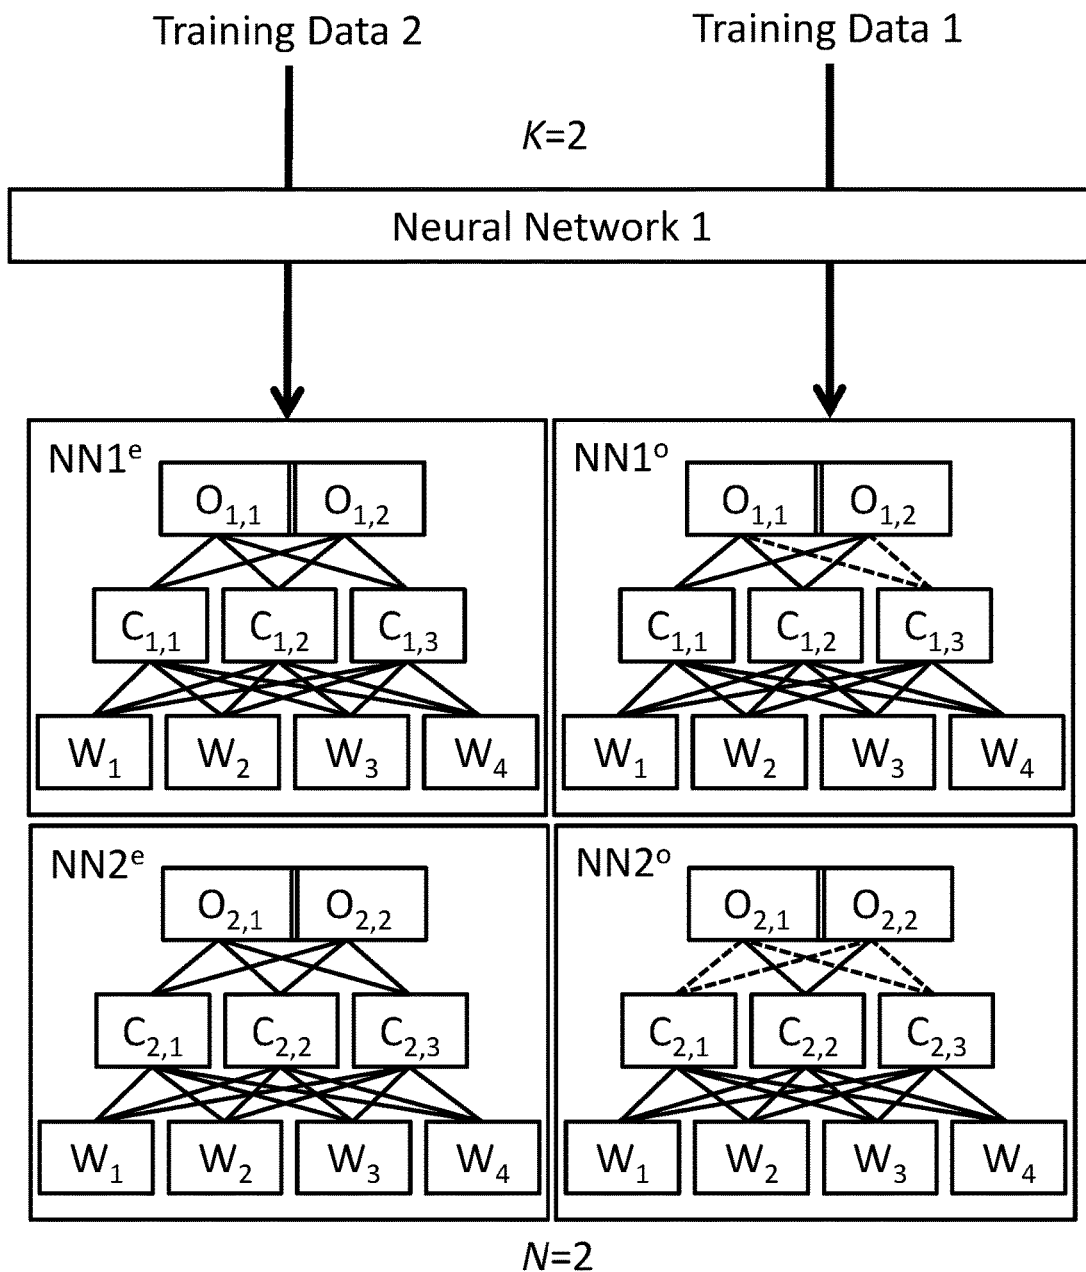 Training Data 2 Training Data 1
K=2
Neural Network 1
NN1ᵉ
O₁,₁ O₁,₂
C₁,₁ C₁,₂ C₁,₃
W₁ W₂ W₃ W₄
NN1ᵒ
O₁,₁ O₁,₂
C₁,₁ C₁,₂ C₁,₃
W₁ W₂ W₃ W₄
NN2ᵉ
O₂,₁ O₂,₂
C₂,₁ C₂,₂ C₂,₃
W₁ W₂ W₃ W₄
NN2ᵒ
O₂,₁ O₂,₂
C₂,₁ C₂,₂ C₂,₃
W₁ W₂ W₃ W₄
N=2